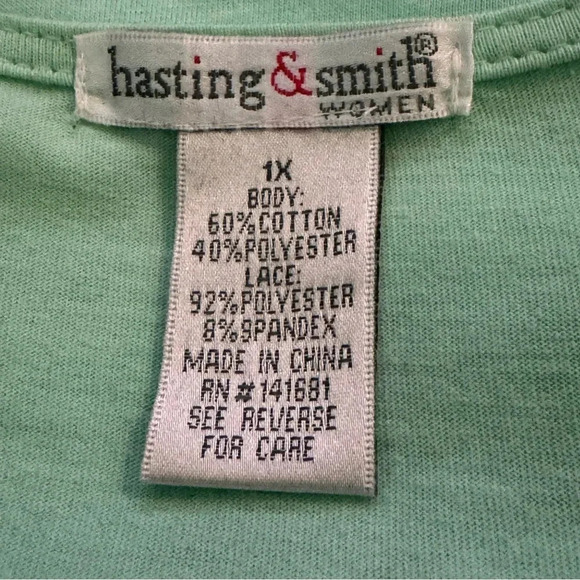 hasting & smith®
WOMEN
1X
BODY:
60%COTTON
40%POLYESTER
LACE:
92%POLYESTER
8%SPANDEX
MADE IN CHINA
RN#141681
SEE REVERSE
FOR CARE